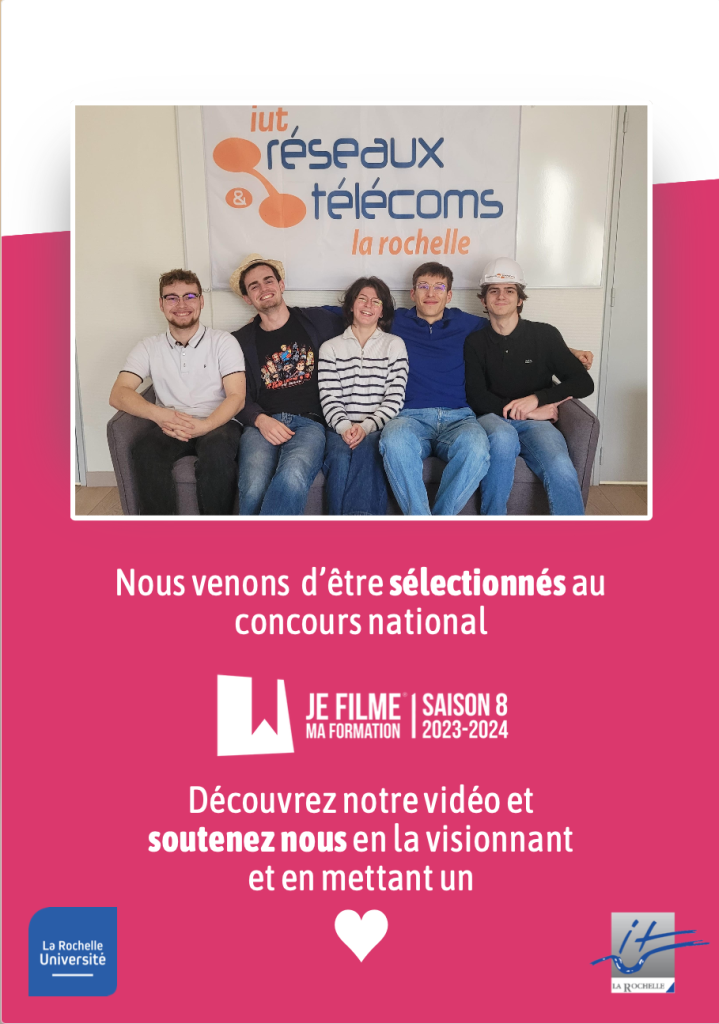 iut
réseaux
& télécoms
la rochelle
Nous venons d'être sélectionnés au
concours national
JE FILME® | SAISON 8
MA FORMATION | 2023-2024
Découvrez notre vidéo et
soutenez nous en la visionnant
et en mettant un
La Rochelle
Université
it
LA ROCHELLE